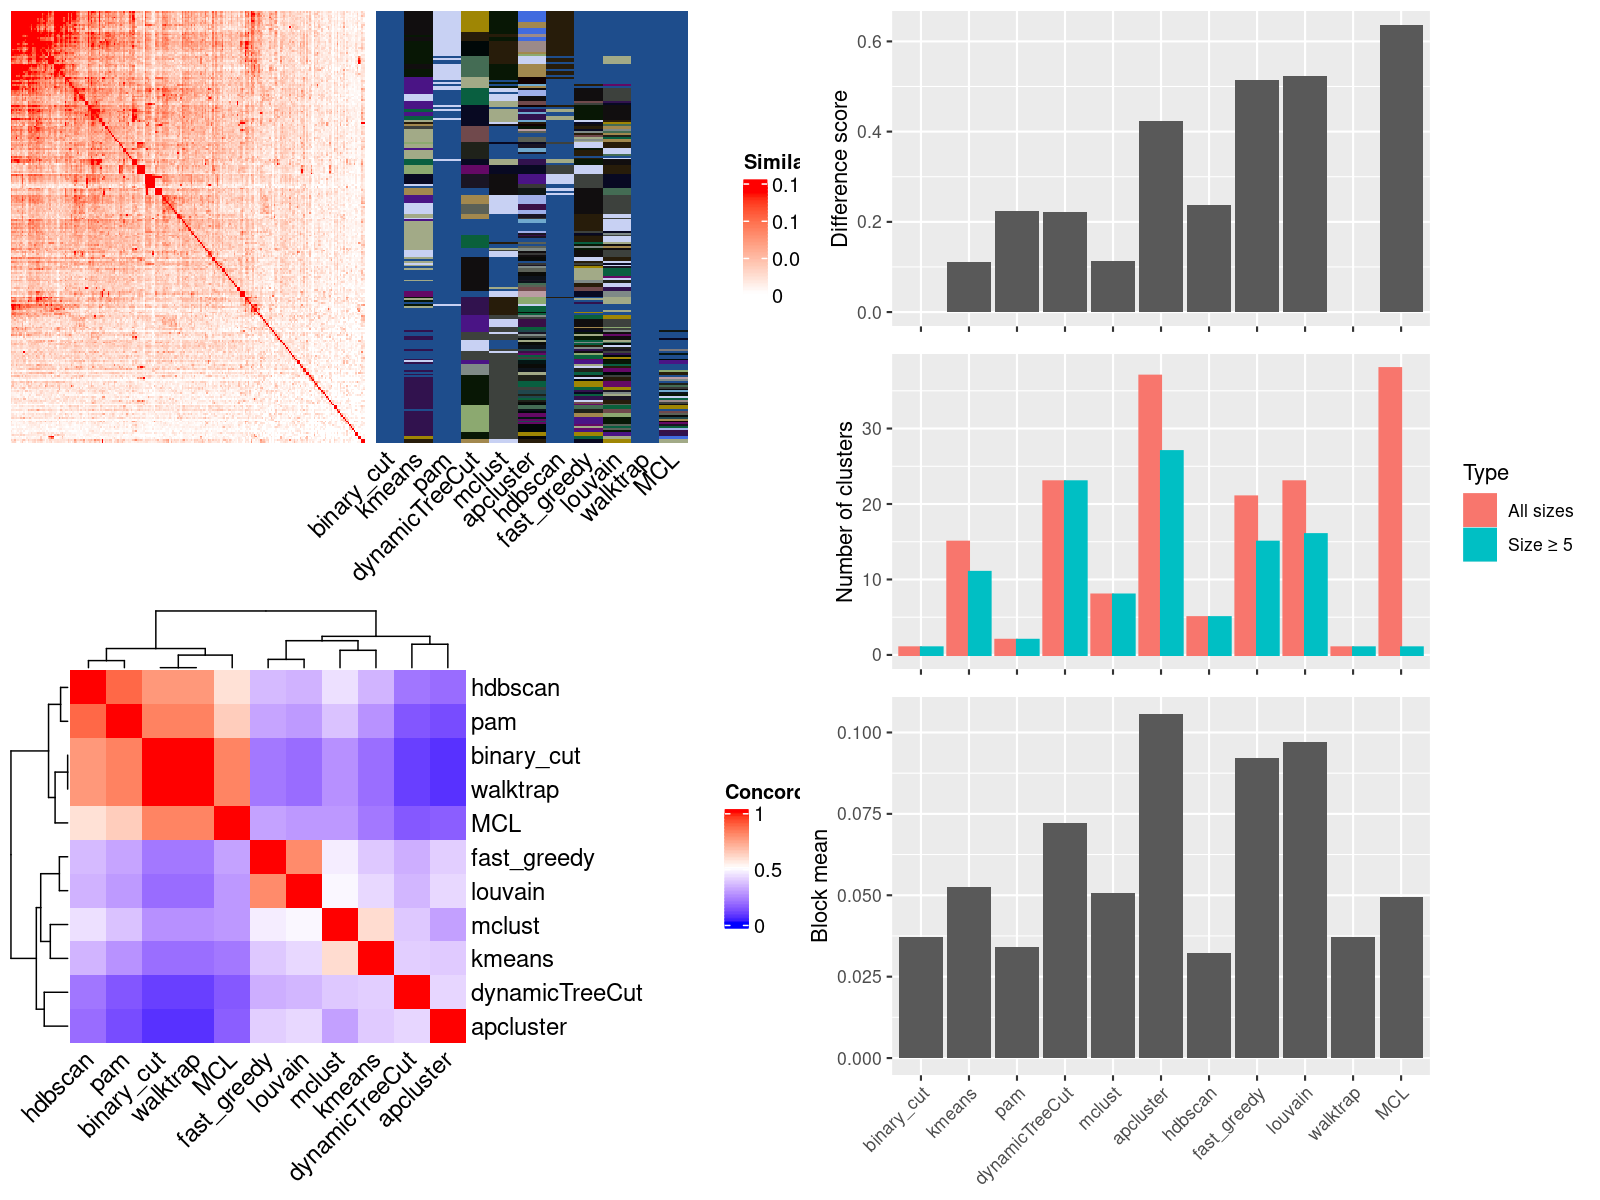 Simila
0.1
0.1
0.0
0
binary_cut
kmeans
pam
dynamicTreeCut
mclust
apcluster
hdbscan
fast_greedy
louvain
walktrap
MCL
hdbscan
pam
binary_cut
walktrap
MCL
fast_greedy
louvain
mclust
kmeans
dynamicTreeCut
apcluster
hdbscan
pam
binary_cut
walktrap
MCL
fast_greedy
louvain
mclust
kmeans
dynamicTreeCut
apcluster
Concord
1
0.5
0
Difference score
0.6
0.4
0.2
0.0
Number of clusters
30
20
10
0
Type
All sizes
Size ≥ 5
Block mean
0.100
0.075
0.050
0.025
0.000
binary_cut
kmeans
pam
dynamicTreeCut
mclust
apcluster
hdbscan
fast_greedy
louvain
walktrap
MCL